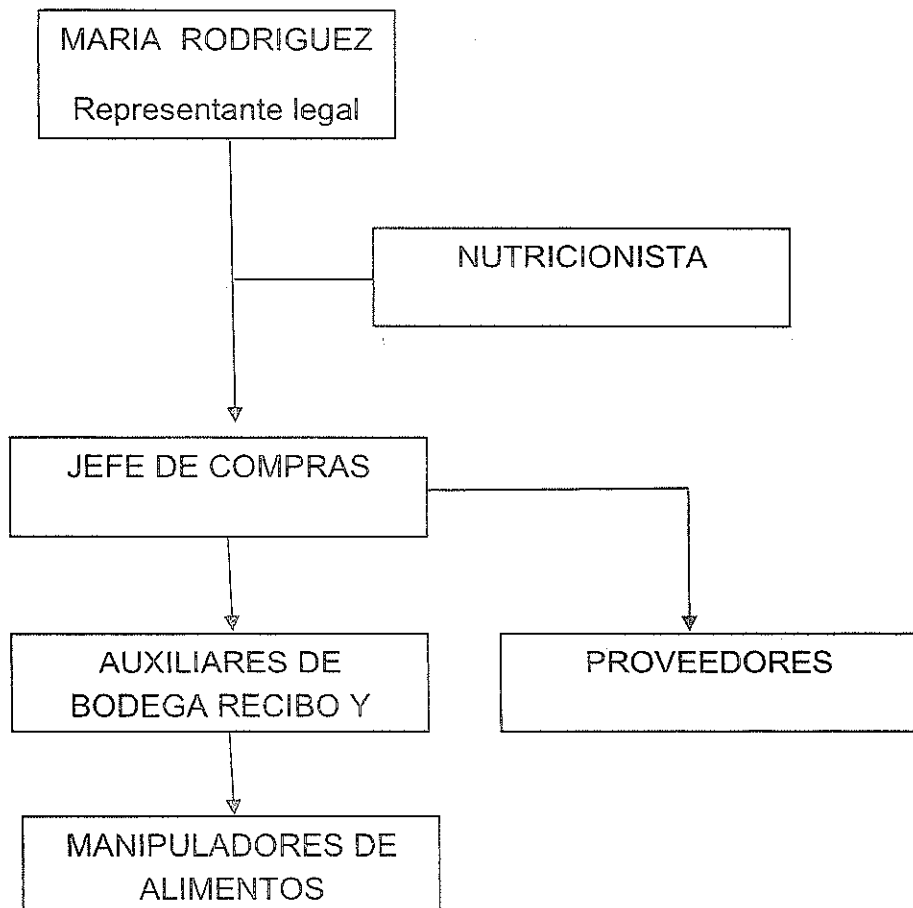 MARIA RODRIGUEZ
Representante legal
NUTRICIONISTA
JEFE DE COMPRAS
AUXILIARES DE
BODEGA RECIBO Y
PROVEEDORES
MANIPULADORES DE
ALIMENTOS